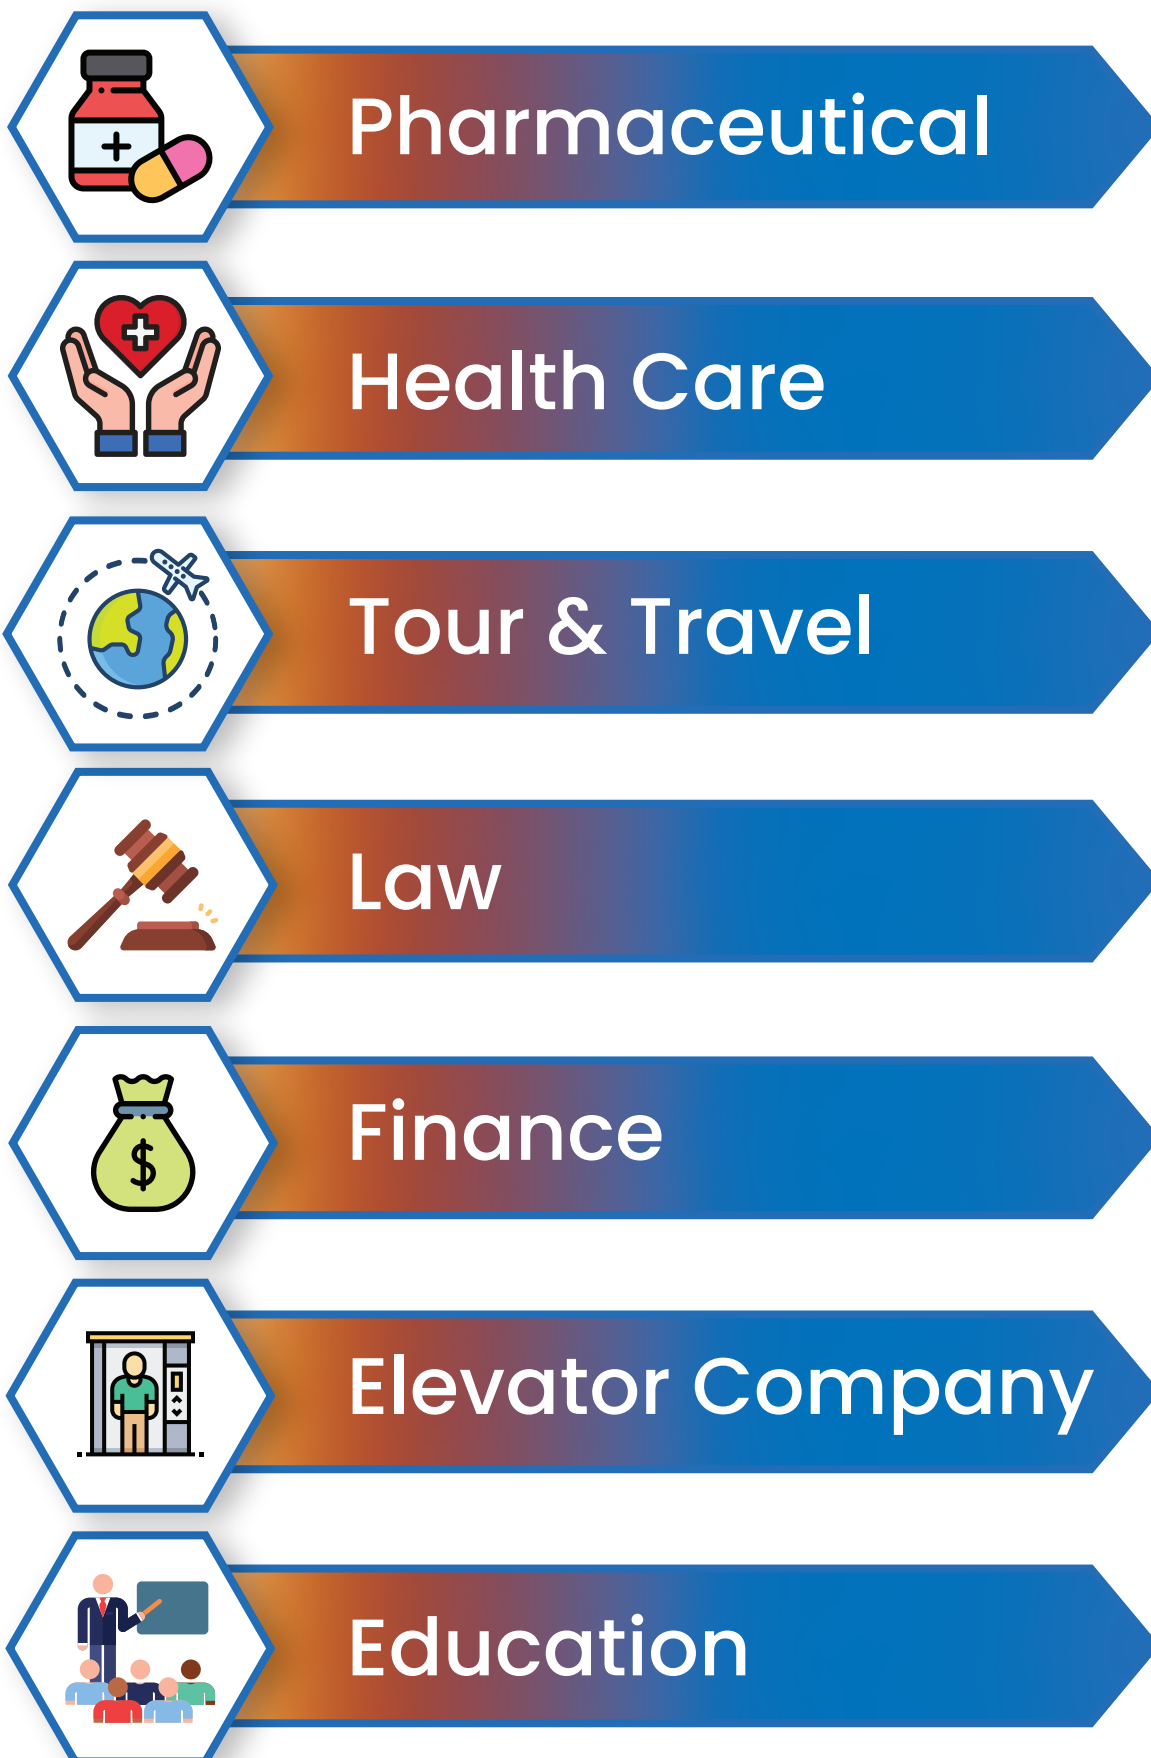 Pharmaceutical
Health Care
Tour & Travel
Law
Finance
$
Elevator Company
Education